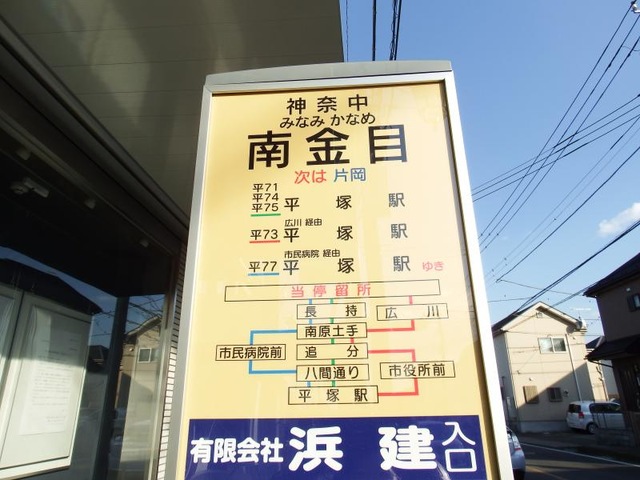 神奈中
みなみ かなめ
南金目
次は 片岡
平71
平74
平75 平塚駅
広川 経由
平73 平塚駅
市民病院 経由
平77 平塚駅 ゆき
当停留所
長持 広川
南原土手
市民病院前 追分
八間通り 市役所前
平塚駅
有限会社 浜建 入口